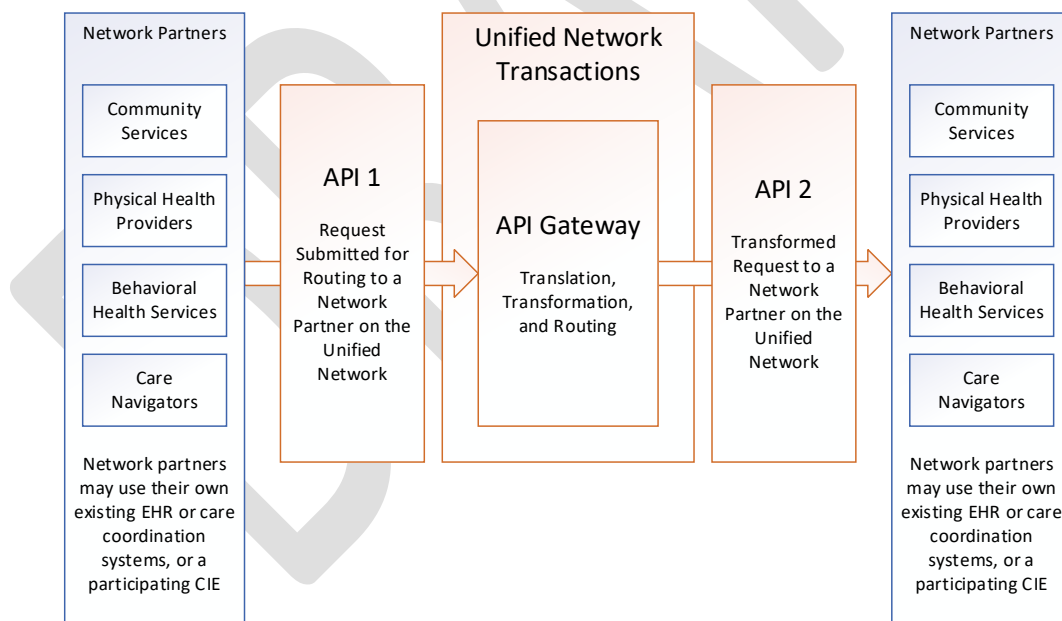 Network Partners
Community
Services
Physical Health
Providers
Behavioral
Health Services
Care
Navigators
Network partners
may use their own
existing EHR or care
coordination
systems, or a
participating CIE
API 1
Request
Submitted for
Routing to a
Network
Partner on the
Unified
Network
Unified Network
Transactions
API Gateway
Translation,
Transformation,
and Routing
API 2
Transformed
Request to a
Network
Partner on the
Unified
Network
Network Partners
Community
Services
Physical Health
Providers
Behavioral
Health Services
Care
Navigators
Network partners
may use their own
existing EHR or care
coordination
systems, or a
participating CIE